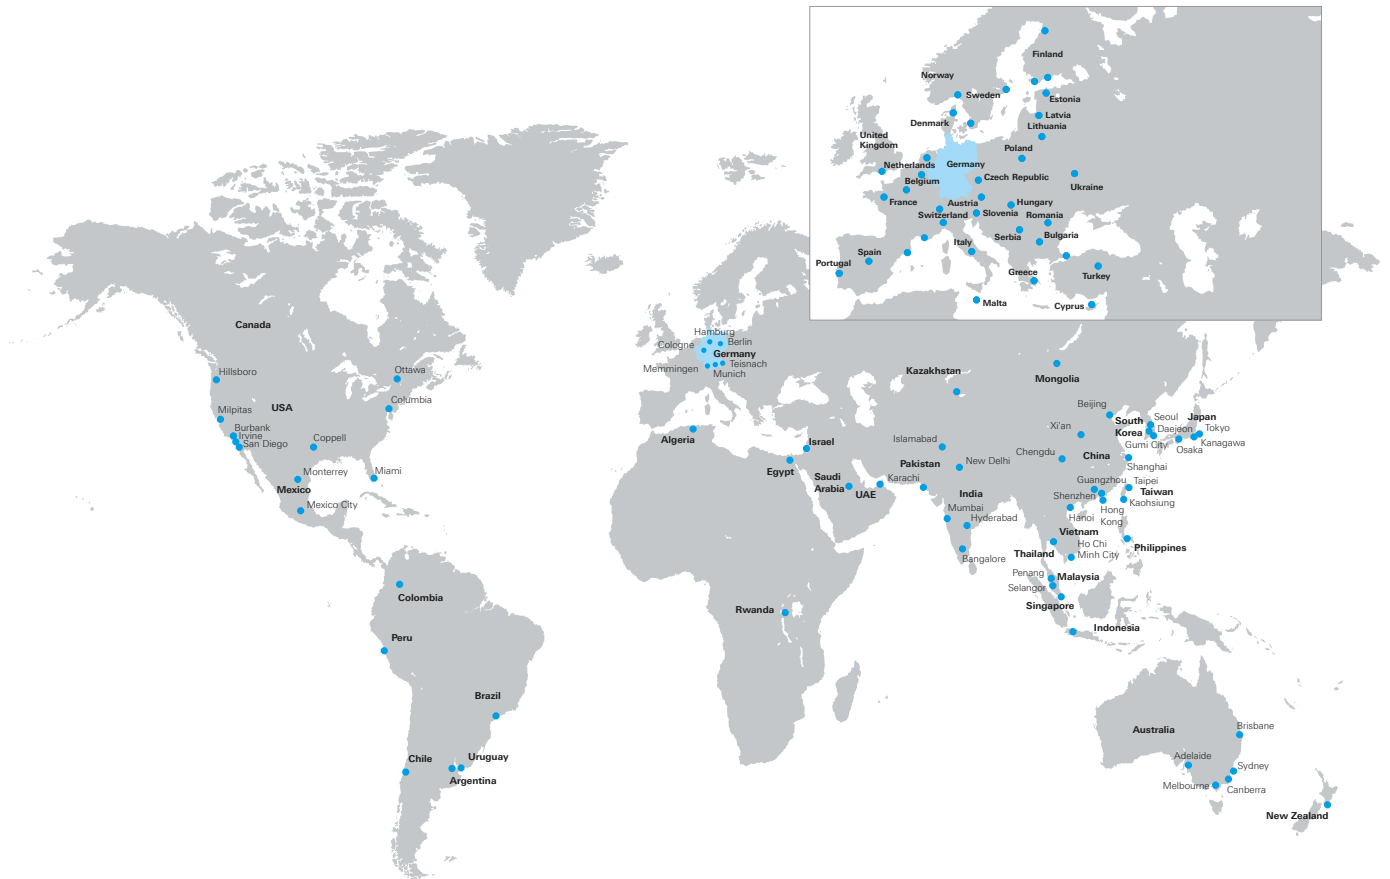 Finland
Norway
Sweden
Estonia
Latvia
Denmark
Lithuania
United
Kingdom
Poland
Netherlands
Germany
Belgium
Czech Republic
Ukraine
France
Austria
Hungary
Switzerland
Slovenia
Romania
Serbia
Bulgaria
Italy
Spain
Portugal
Greece
Turkey
Malta
Cyprus
Canada
Hillsboro
Ottawa
Milpitas
USA
Columbia
Burbank
Irvine
San Diego
Coppell
Monterrey
Miami
Mexico
Mexico City
Colombia
Peru
Brazil
Chile
Uruguay
Argentina
Hamburg
Cologne
Berlin
Germany
Memmingen
Teisnach
Munich
Algeria
Israel
Egypt
Saudi
Arabia
UAE
Rwanda
Kazakhstan
Mongolia
Beijing
South
Korea
Seoul
Daejeon
Gumi City
Japan
Tokyo
Kanagawa
Osaka
Xi'an
Islamabad
Chengdu
China
Pakistan
New Delhi
Shanghai
Karachi
Guangzhou
Taipei
India
Shenzhen
Taiwan
Mumbai
Hong
Kong
Kaohsiung
Hyderabad
Hanoi
Vietnam
Bangalore
Thailand
Ho Chi
Minh City
Philippines
Penang
Malaysia
Selangor
Singapore
Indonesia
Australia
Brisbane
Adelaide
Sydney
Melbourne
Canberra
New Zealand